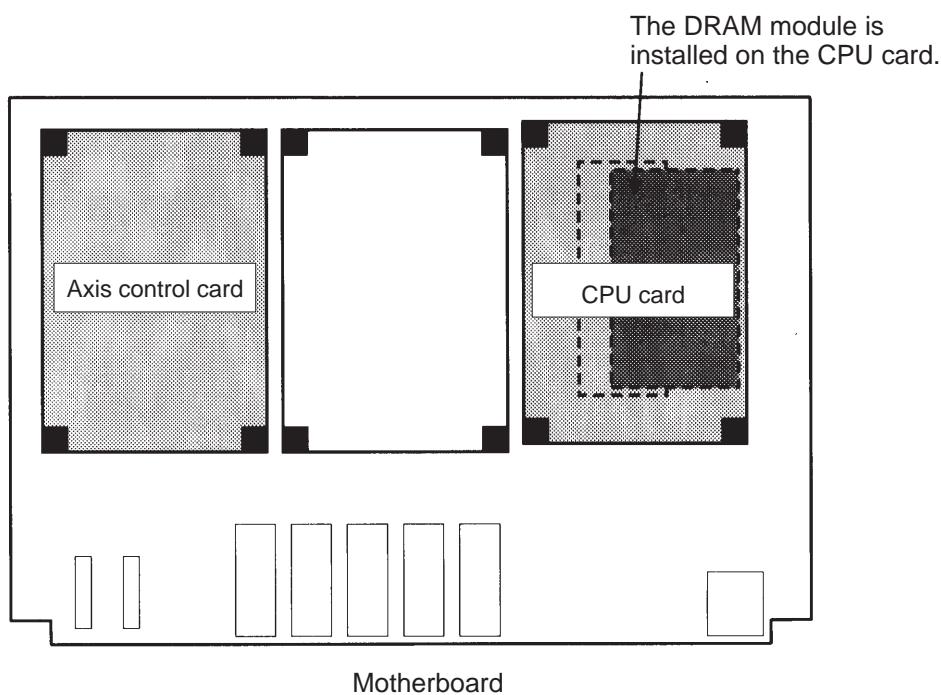 The DRAM module is
installed on the CPU card.
Axis control card
CPU card
Motherboard